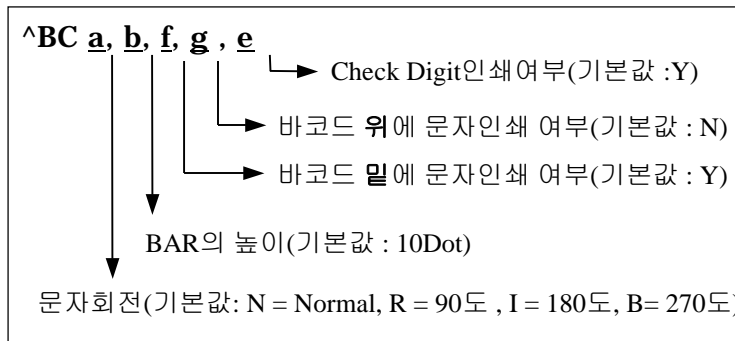 ^BC a, b, f, g , e
Check Digit인쇄여부(기본값 :Y)
바코드 위에 문자인쇄 여부(기본값 : N)
바코드 밑에 문자인쇄 여부(기본값 : Y)
BAR의 높이(기본값 : 10Dot)
문자회전(기본값: N = Normal, R = 90도 , I = 180도, B= 270도)